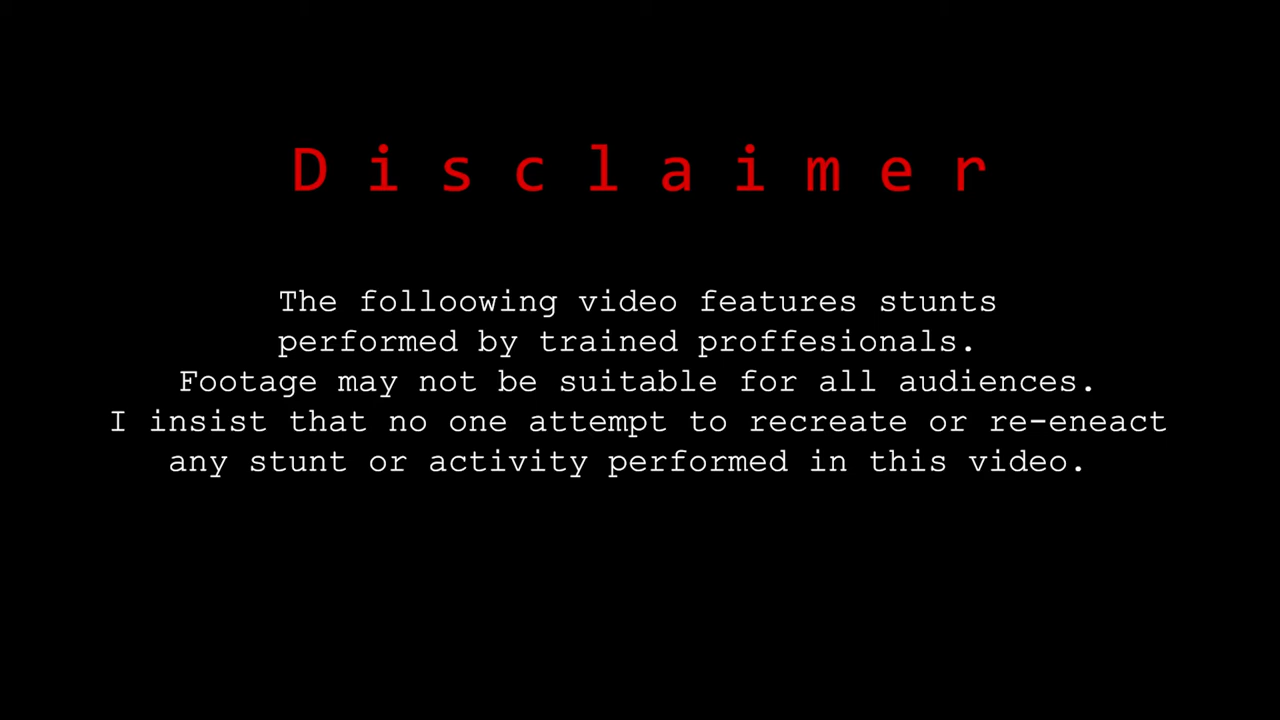 Disclaimer
The folloowing video features stunts
performed by trained proffesionals.
Footage may not be suitable for all audiences.
I insist that no one attempt to recreate or re-eneact
any stunt or activity performed in this video.